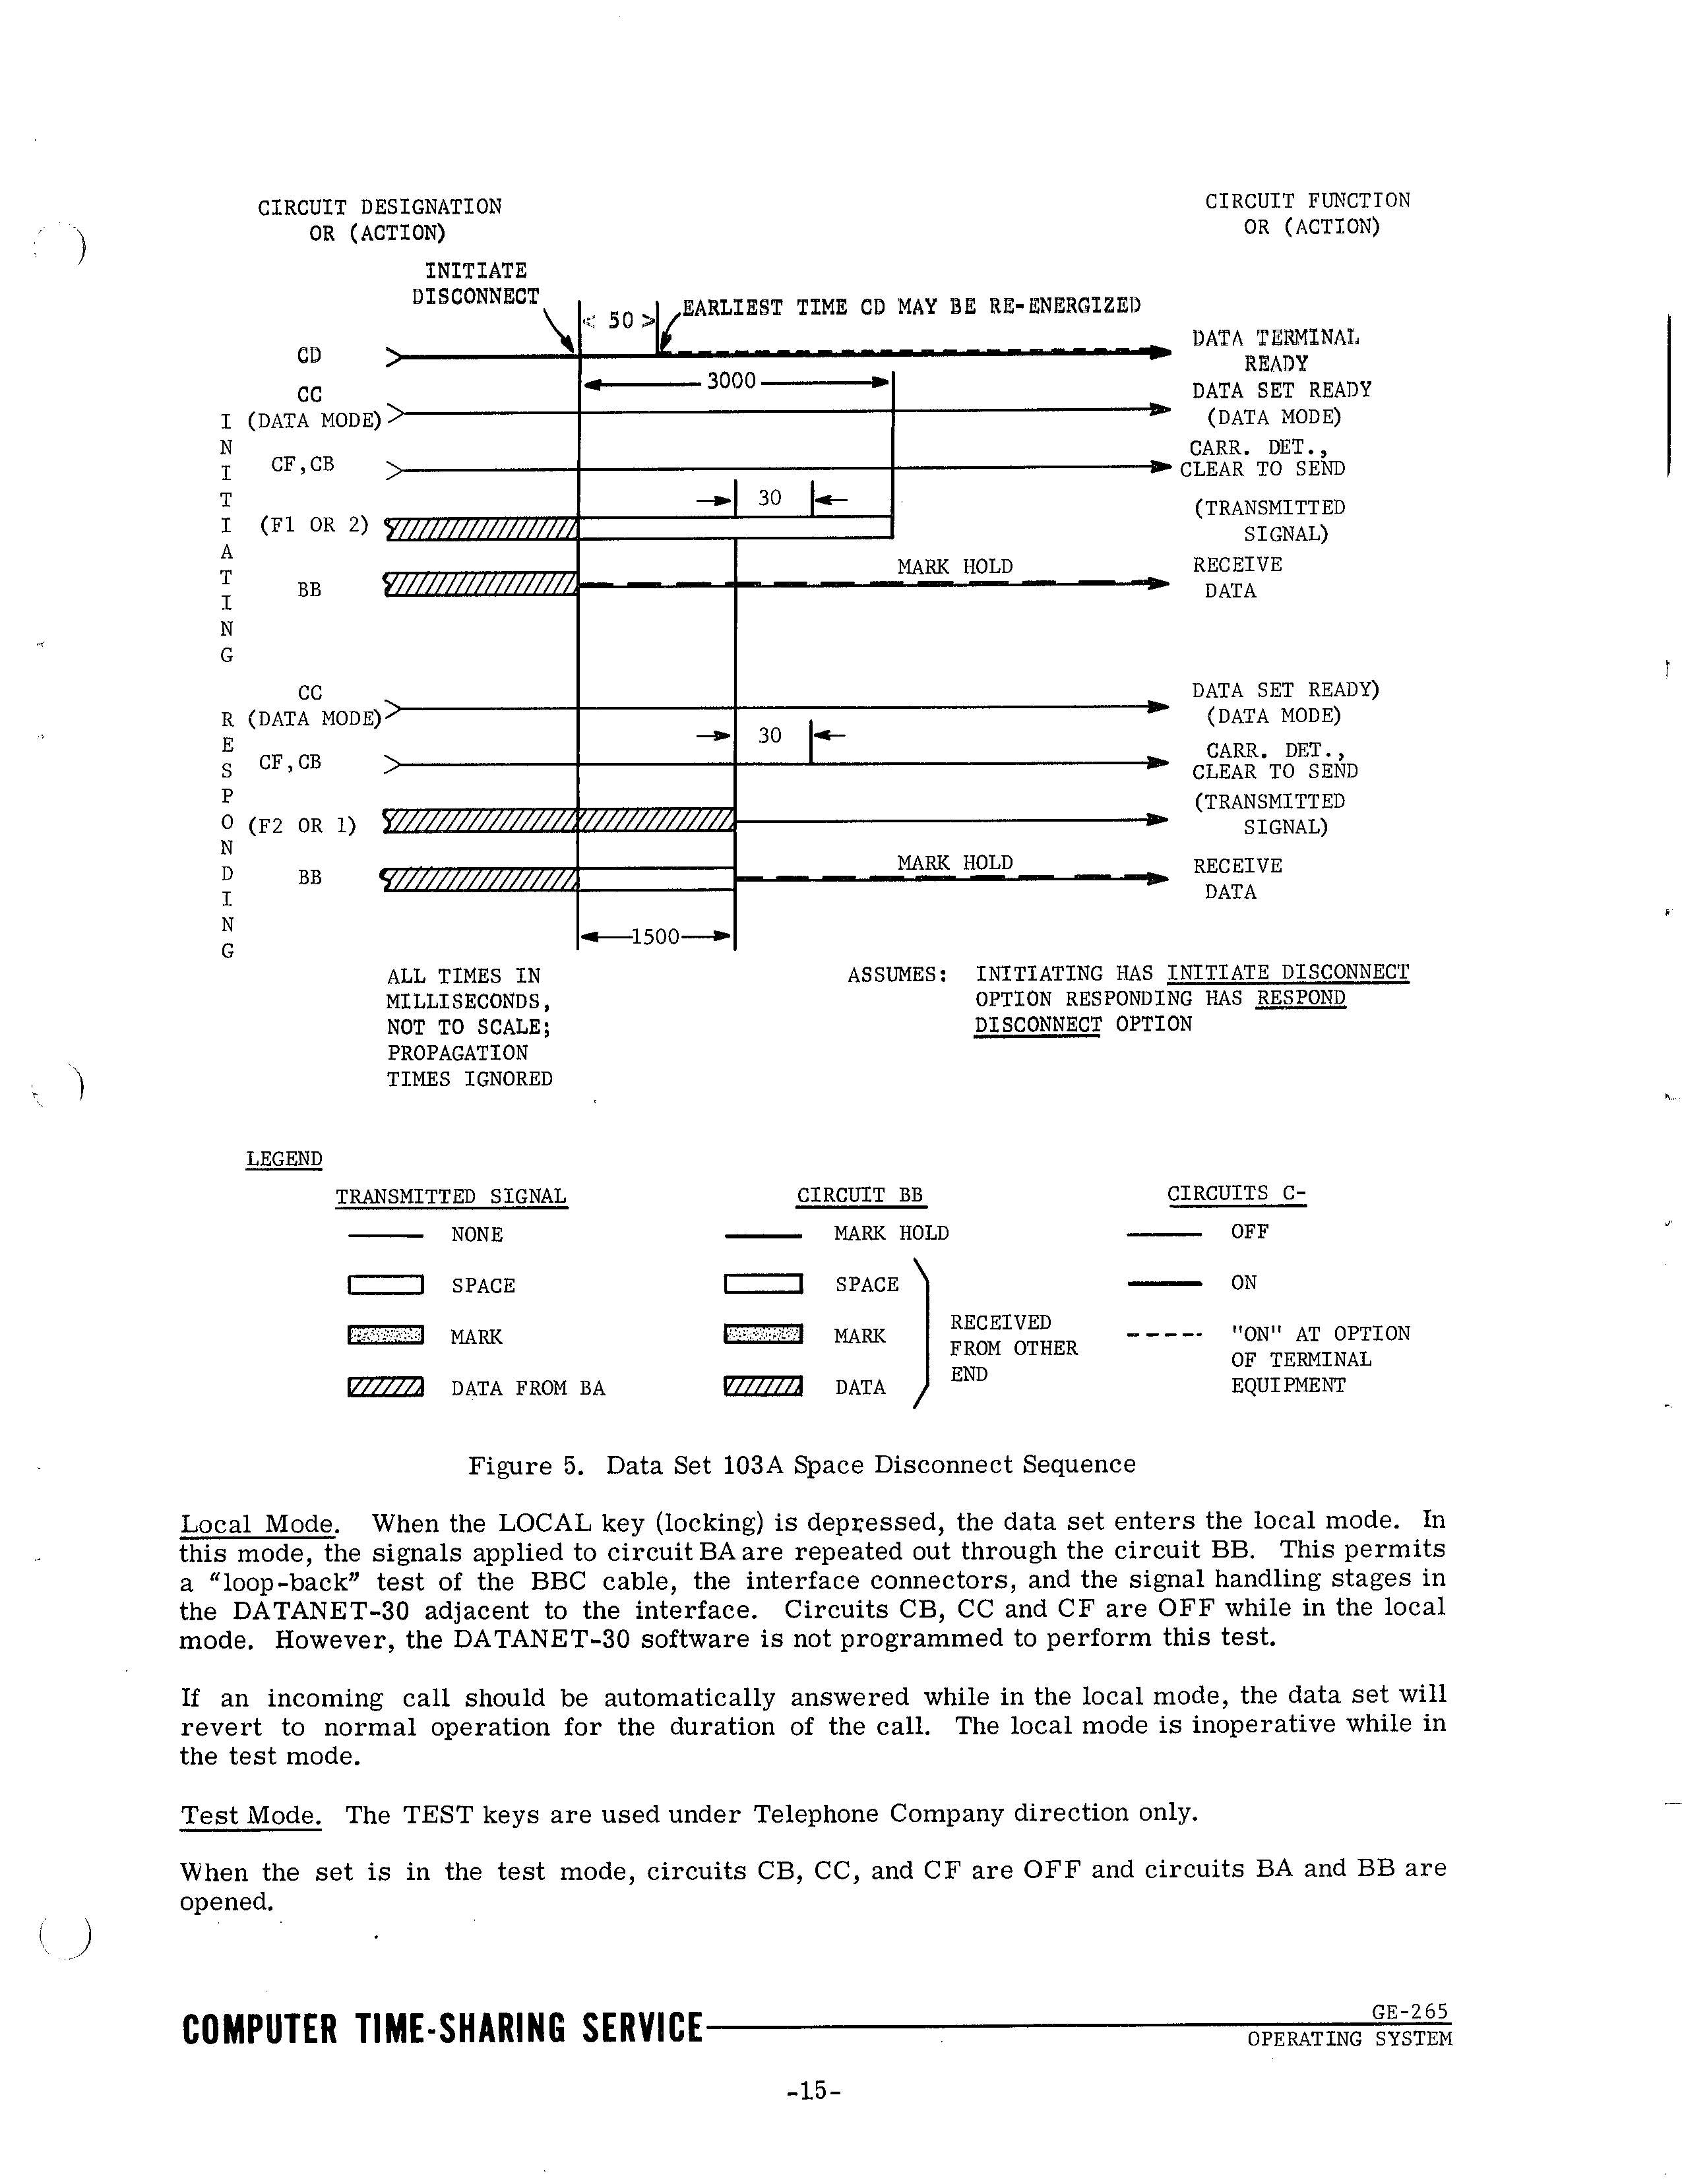 CIRCUIT DESIGNATION
OR (ACTION)
CIRCUIT FUNCTION
OR (ACTION)
INITIATE
DISCONNECT
< 50 >
EARLIEST TIME CD MAY BE RE-ENERGIZED
CD
DATA TERMINAL
READY
3000
CC
(DATA MODE)
DATA SET READY
(DATA MODE)
INITIATING
CF,CB
CARR. DET.,
CLEAR TO SEND
30
(F1 OR 2)
(TRANSMITTED
SIGNAL)
BB
MARK HOLD
RECEIVE
DATA
CC
(DATA MODE)
DATA SET READY)
(DATA MODE)
RESPONDING
30
CF,CB
CARR. DET.,
CLEAR TO SEND
(F2 OR 1)
(TRANSMITTED
SIGNAL)
BB
MARK HOLD
RECEIVE
DATA
1500
ALL TIMES IN
MILLISECONDS,
NOT TO SCALE;
PROPAGATION
TIMES IGNORED
ASSUMES: INITIATING HAS INITIATE DISCONNECT
OPTION RESPONDING HAS RESPOND
DISCONNECT OPTION
LEGEND
TRANSMITTED SIGNAL
NONE
SPACE
MARK
DATA FROM BA
CIRCUIT BB
MARK HOLD
SPACE
MARK
DATA
RECEIVED
FROM OTHER
END
CIRCUITS C-
OFF
ON
"ON" AT OPTION
OF TERMINAL
EQUIPMENT
Figure 5. Data Set 103A Space Disconnect Sequence
Local Mode. When the LOCAL key (locking) is depressed, the data set enters the local mode. In
this mode, the signals applied to circuit BA are repeated out through the circuit BB. This permits
a “loop-back” test of the BBC cable, the interface connectors, and the signal handling stages in
the DATANET-30 adjacent to the interface. Circuits CB, CC and CF are OFF while in the local
mode. However, the DATANET-30 software is not programmed to perform this test.
If an incoming call should be automatically answered while in the local mode, the data set will
revert to normal operation for the duration of the call. The local mode is inoperative while in
the test mode.
Test Mode. The TEST keys are used under Telephone Company direction only.
When the set is in the test mode, circuits CB, CC, and CF are OFF and circuits BA and BB are
opened.
COMPUTER TIME-SHARING SERVICE
GE-265
OPERATING SYSTEM
-15-